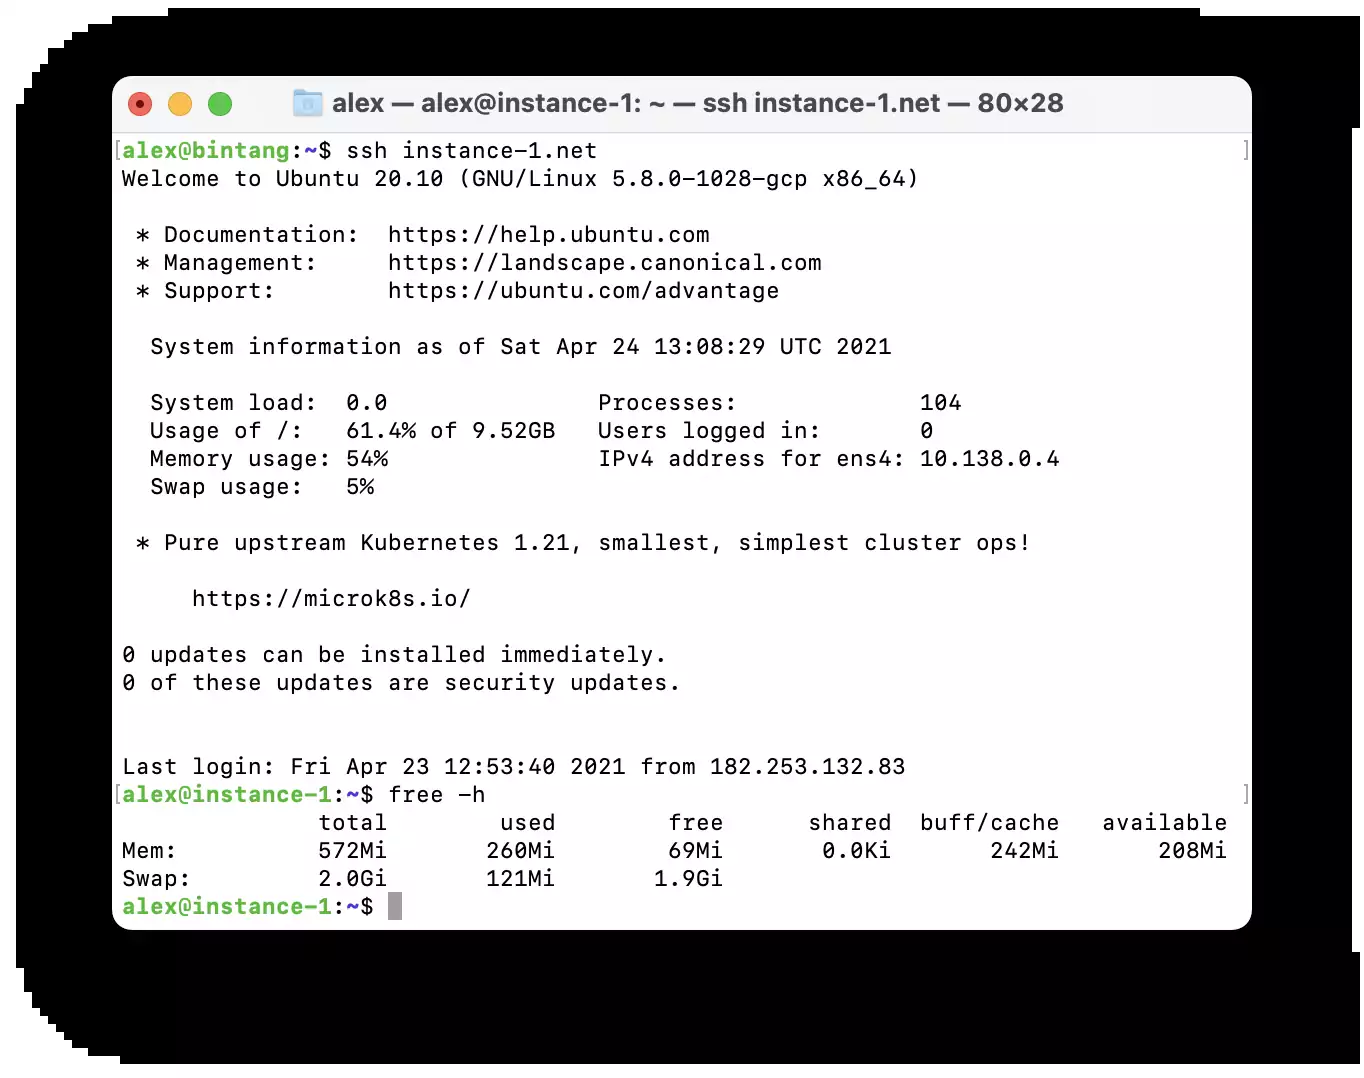 alex — alex@instance-1: ~ — ssh instance-1.net — 80×28
[alex@bintang:~$ ssh instance-1.net ]
Welcome to Ubuntu 20.10 (GNU/Linux 5.8.0-1028-gcp x86_64)
* Documentation: https://help.ubuntu.com
* Management: https://landscape.canonical.com
* Support: https://ubuntu.com/advantage
System information as of Sat Apr 24 13:08:29 UTC 2021
System load: 0.0 Processes: 104
Usage of /: 61.4% of 9.52GB Users logged in: 0
Memory usage: 54% IPv4 address for ens4: 10.138.0.4
Swap usage: 5%
* Pure upstream Kubernetes 1.21, smallest, simplest cluster ops!
https://microk8s.io/
0 updates can be installed immediately.
0 of these updates are security updates.
Last login: Fri Apr 23 12:53:40 2021 from 182.253.132.83
[alex@instance-1:~$ free -h ]
total used free shared buff/cache available
Mem: 572Mi 260Mi 69Mi 0.0Ki 242Mi 208Mi
Swap: 2.0Gi 121Mi 1.9Gi
alex@instance-1:~$